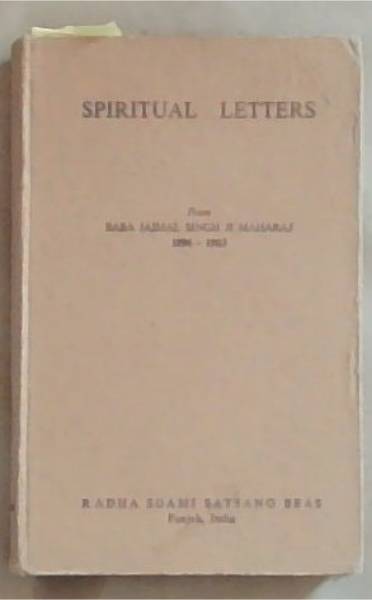 SPIRITUAL LETTERS
From
BABA JAIMAL SINGH JI MAHARAJ
1896 - 1903
RADHA SOAMI SATSANG BEAS
Punjab, India